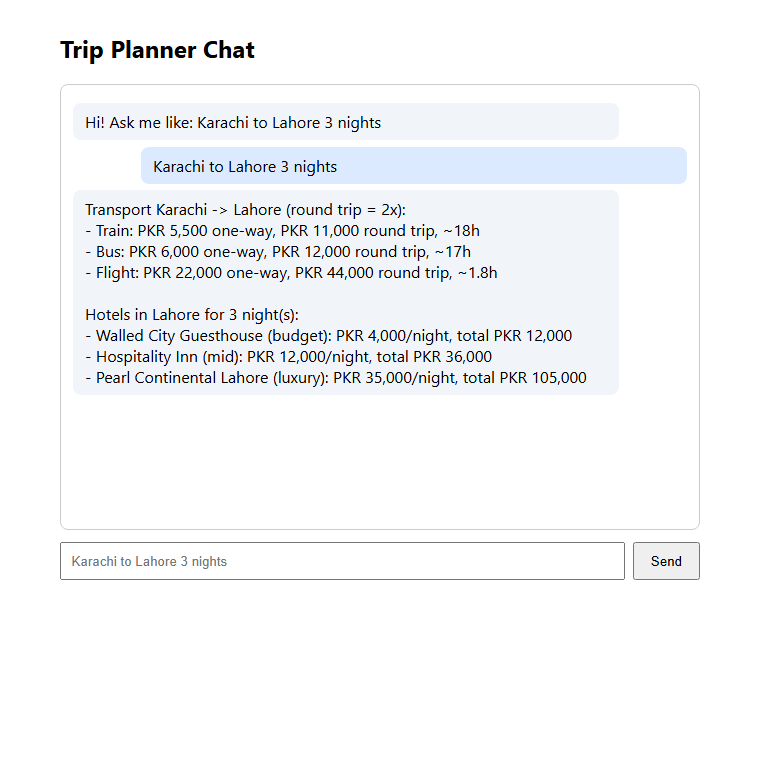 Trip Planner Chat
Hi! Ask me like: Karachi to Lahore 3 nights
Karachi to Lahore 3 nights
Transport Karachi -> Lahore (round trip = 2x):
- Train: PKR 5,500 one-way, PKR 11,000 round trip, ~18h
- Bus: PKR 6,000 one-way, PKR 12,000 round trip, ~17h
- Flight: PKR 22,000 one-way, PKR 44,000 round trip, ~1.8h
Hotels in Lahore for 3 night(s):
- Walled City Guesthouse (budget): PKR 4,000/night, total PKR 12,000
- Hospitality Inn (mid): PKR 12,000/night, total PKR 36,000
- Pearl Continental Lahore (luxury): PKR 35,000/night, total PKR 105,000
Karachi to Lahore 3 nights
Send